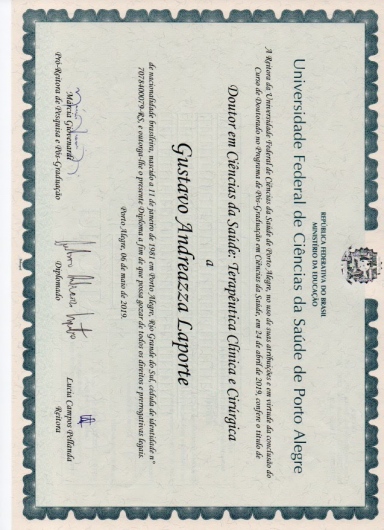 REPÚBLICA FEDERATIVA DO BRASIL
MINISTÉRIO DA EDUCAÇÃO
Universidade Federal de Ciências da Saúde de Porto Alegre
A Reitora da Universidade Federal de Ciências da Saúde de Porto Alegre, no uso de suas atribuições e em virtude da conclusão do
Curso de Doutorado no Programa de Pós-Graduação em Ciências da Saúde, em 24 de abril de 2019, confere o título de
Doutor em Ciências da Saúde: Terapêutica Clínica e Cirúrgica
a
Gustavo Andreazza Laporte
de nacionalidade brasileira, nascido a 11 de janeiro de 1981 em Porto Alegre, Rio Grande do Sul, cédula de identidade nº
7078400079-RS, e outorga-lhe o presente Diploma a fim de que possa gozar de todos os direitos e prerrogativas legais.
Porto Alegre, 06 de maio de 2019.
Márcia Giovenardi
Pró-Reitora de Pesquisa e Pós-Graduação
Diplomado
Lucia Campos Pellanda
Reitora